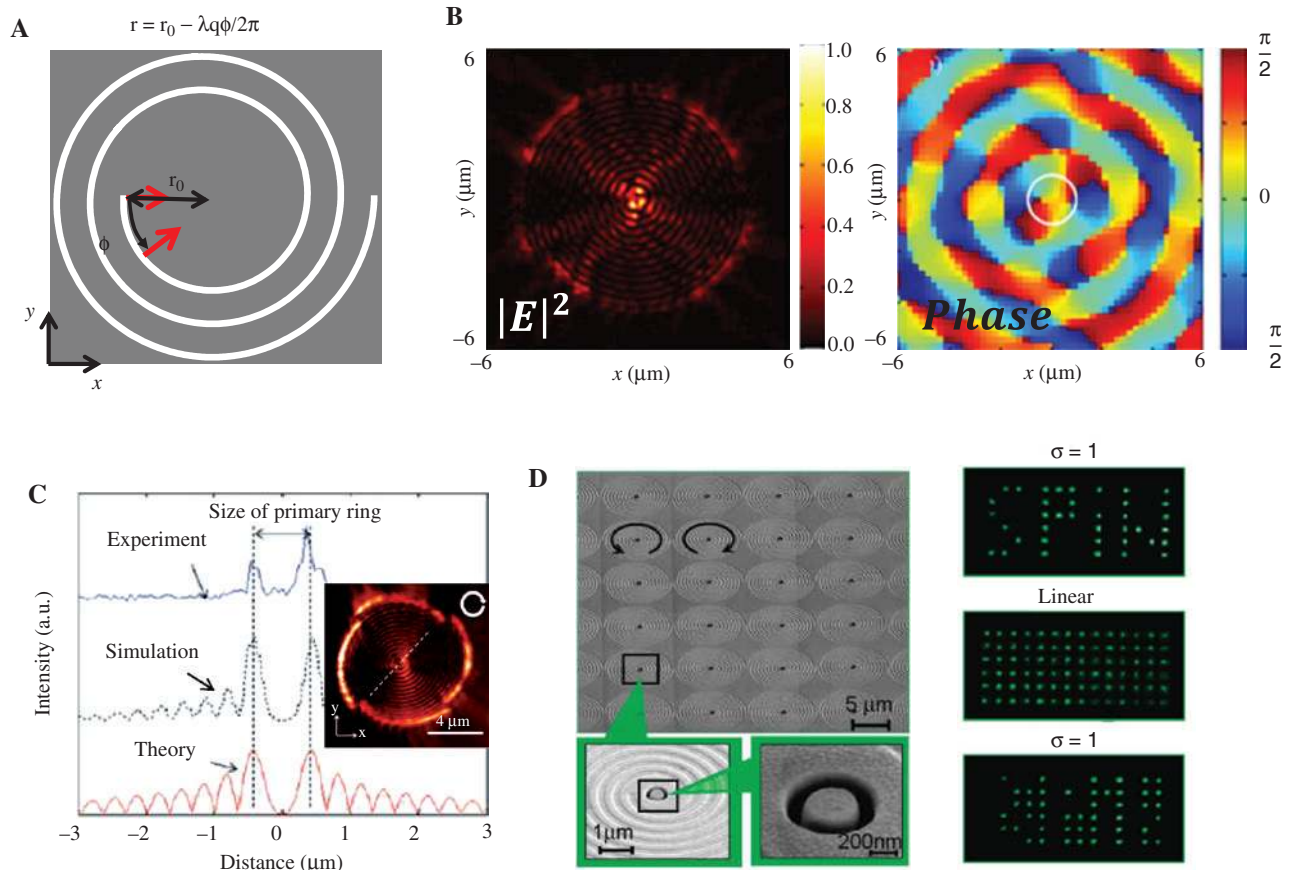 A
r = r₀ – λqϕ/2π
r₀
ϕ
y
x
B
6
y (µm)
–6
–6
x (µm)
6
|E|²
1.0
0.8
0.6
0.4
0.2
0.0
6
y (µm)
–6
–6
x (µm)
6
Phase
π
2
0
π
2
C
Size of primary ring
Experiment
Simulation
Theory
Intensity (a.u.)
y
x
4 µm
–3
–2
–1
0
1
2
3
Distance (µm)
D
5 µm
1µm
200nm
σ = 1
SPIN
Linear
σ = 1